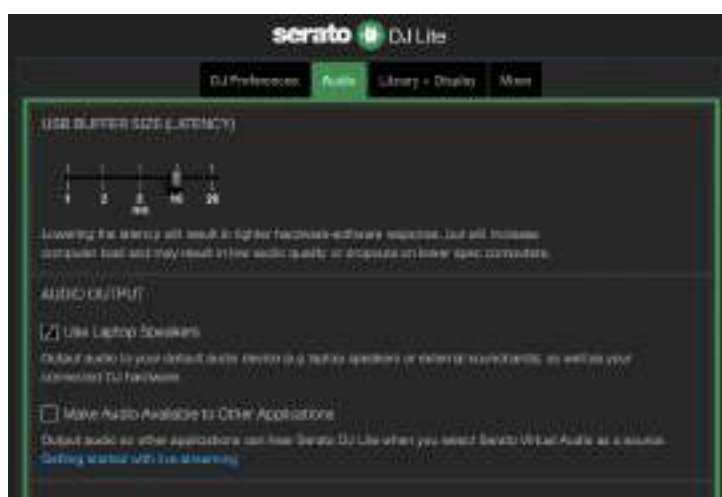 serato DJ Lite
DJ Preferences Audio Library + Display Mixer
USB BUFFER SIZE (LATENCY)
1 2 5 10 20
ms
Lowering the latency will result in tighter hardware-software response, but will increase
computer load and may result in low audio quality or dropouts on lower spec computers.
AUDIO OUTPUT
Use Laptop Speakers
Output audio to your default audio device (e.g laptop speakers or external soundcards), as well as your
connected DJ hardware.
Make Audio Available to Other Applications
Output audio so other applications can hear Serato DJ Lite when you select Serato Virtual Audio as a source.
Getting started with live streaming